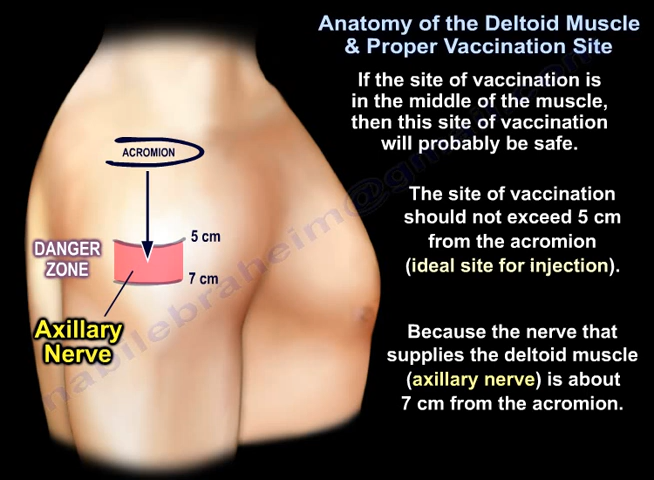 Anatomy of the Deltoid Muscle
& Proper Vaccination Site
If the site of vaccination is
in the middle of the muscle,
then this site of vaccination
will probably be safe.
ACROMION
The site of vaccination
should not exceed 5 cm
from the acromion
(ideal site for injection).
5 cm
DANGER
ZONE
7 cm
Axillary
Nerve
Because the nerve that
supplies the deltoid muscle
(axillary nerve) is about
7 cm from the acromion.